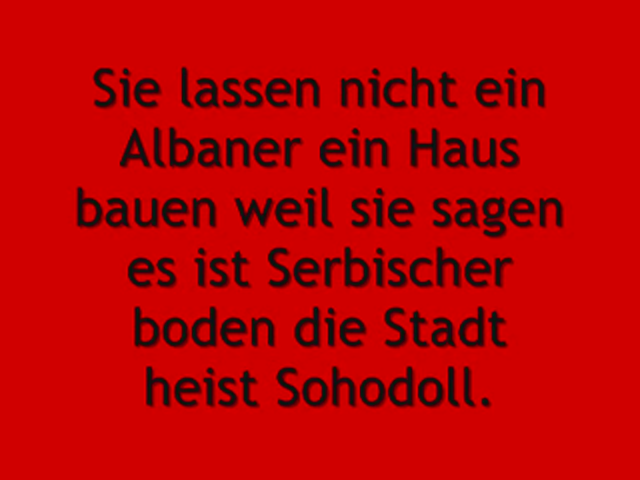 Sie lassen nicht ein
Albaner ein Haus
bauen weil sie sagen
es ist Serbischer
boden die Stadt
heist Sohodoll.